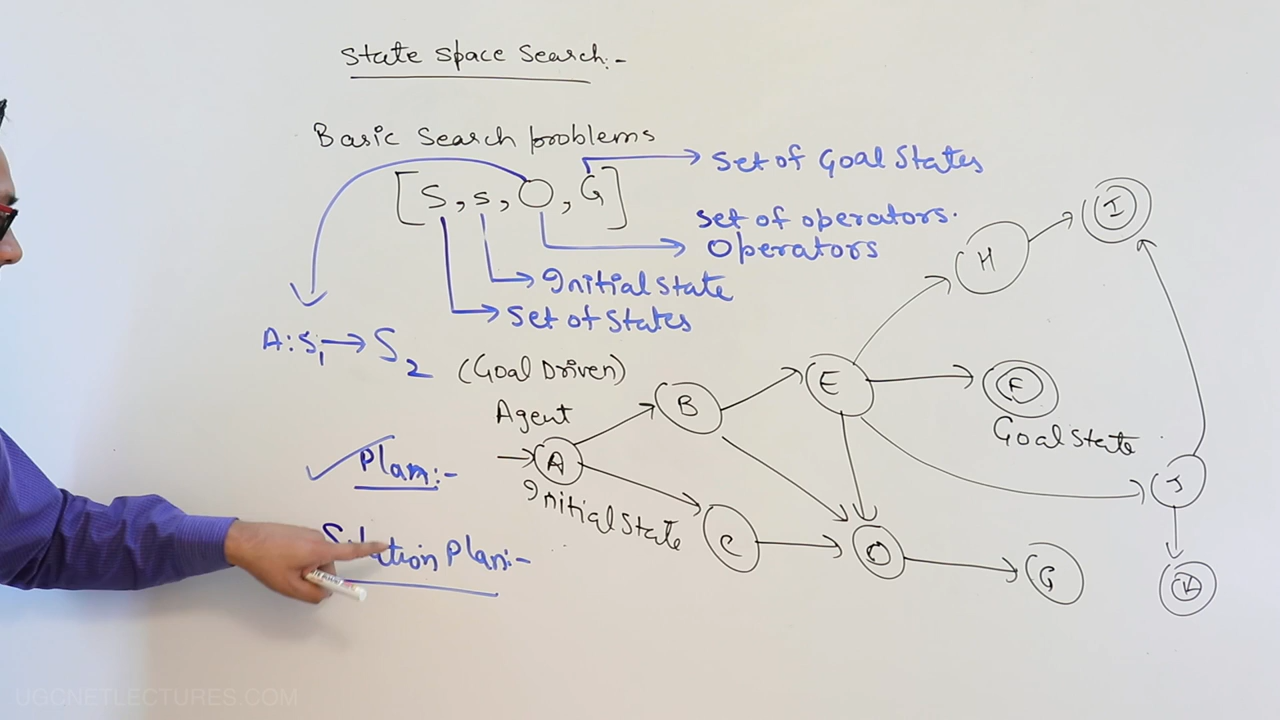 State Space Search:-
Basic Search problems
[S, s, O, G]
Set of Goal States
set of operators.
Operators
Initial State
Set of States
A: S1 → S2
(Goal Driven)
Agent
Initial State
Goal State
Plan:-
Solution Plan:-
A
B
C
D
E
F
G
H
I
J
K
UGCNETLECTURES.COM